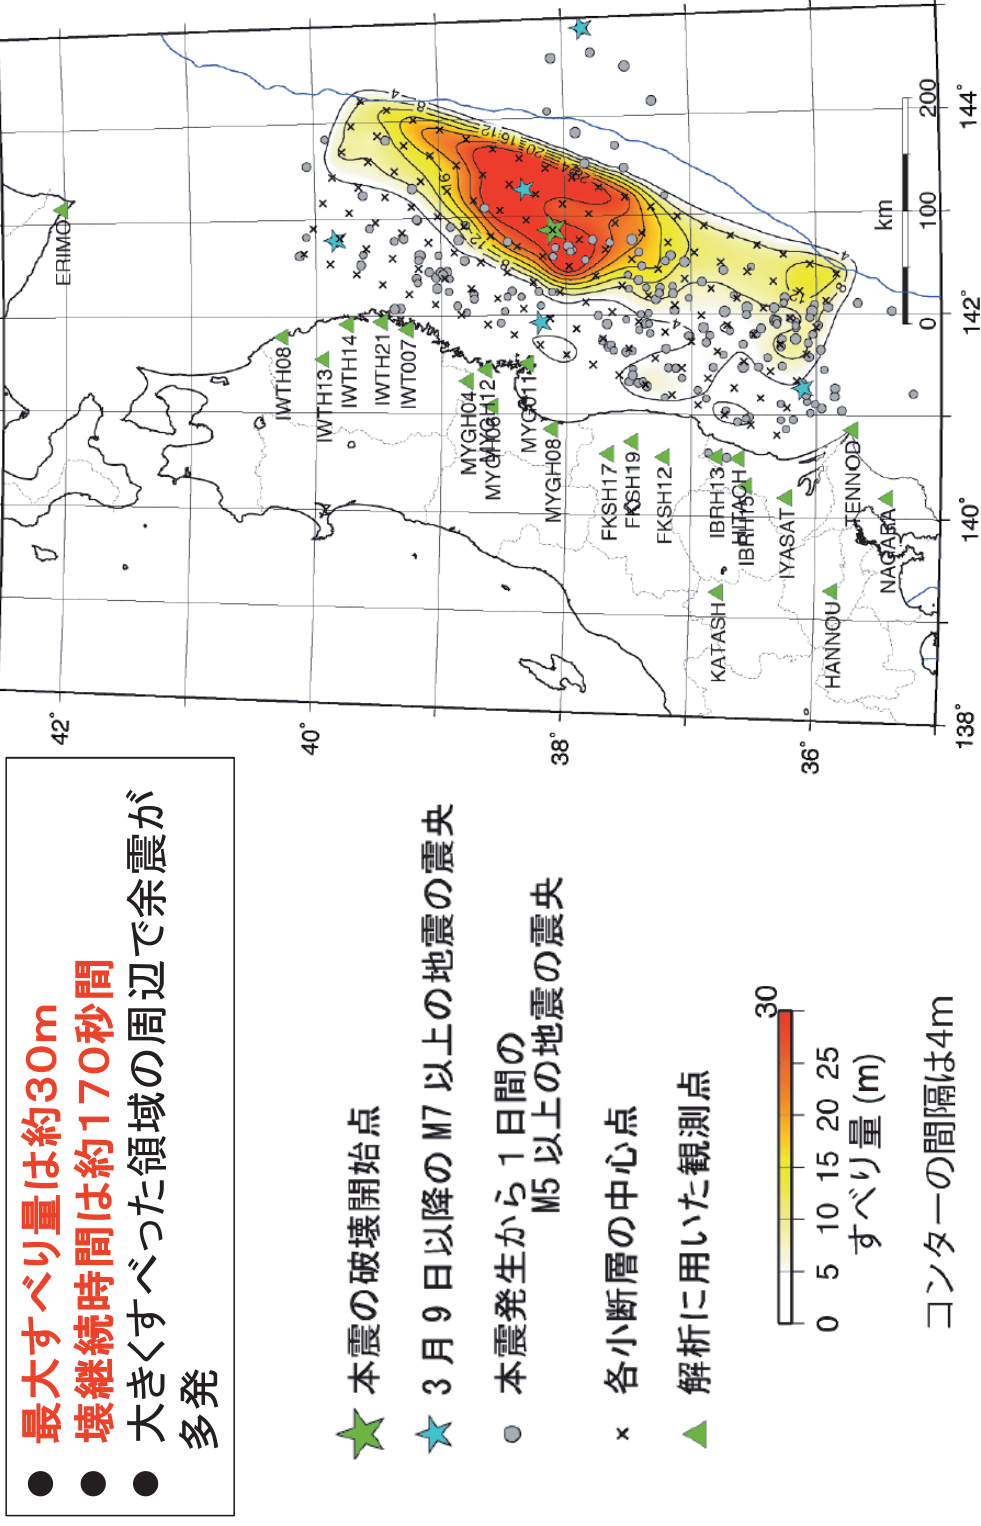 ● 最大すべり量は約30m
● 壊継続時間は約170秒間
● 大きくすべった領域の周辺で余震が
多発
本震の破壊開始点
3月9日以降のM7以上の地震の震央
本震発生から1日間の
M5以上の地震の震央
各小断層の中心点
解析に用いた観測点
0 5 10 15 20 25 30
すべり量 (m)
コンターの間隔は4m
42°
40°
38°
36°
138°
140°
142°
144°
ERIMO
IWTH08
IWTH13
IWTH14
IWTH21
IWT007
MYGH04
MYGH12
MYGH06
MYG011
MYGH08
FKSH17
FKSH19
FKSH12
IBRH13
HITACH
IBRH15
IYASAT
KATASH
HANNOU
TENNOD
NAGARA
km
0 100 200